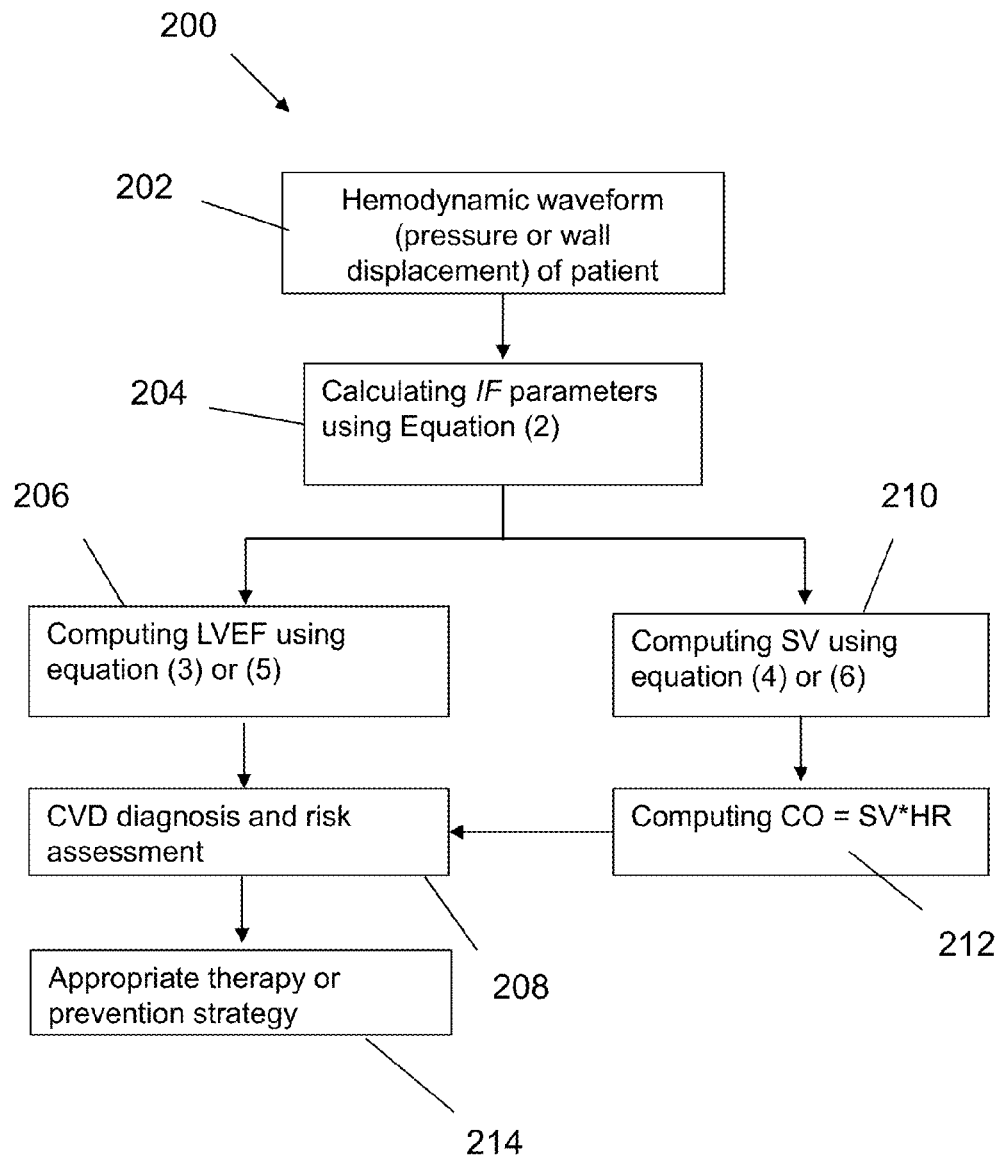 200
202
Hemodynamic waveform
(pressure or wall
displacement) of patient
204
Calculating IF parameters
using Equation (2)
206
210
Computing LVEF using
equation (3) or (5)
Computing SV using
equation (4) or (6)
CVD diagnosis and risk
assessment
Computing CO = SV*HR
208
212
Appropriate therapy or
prevention strategy
214